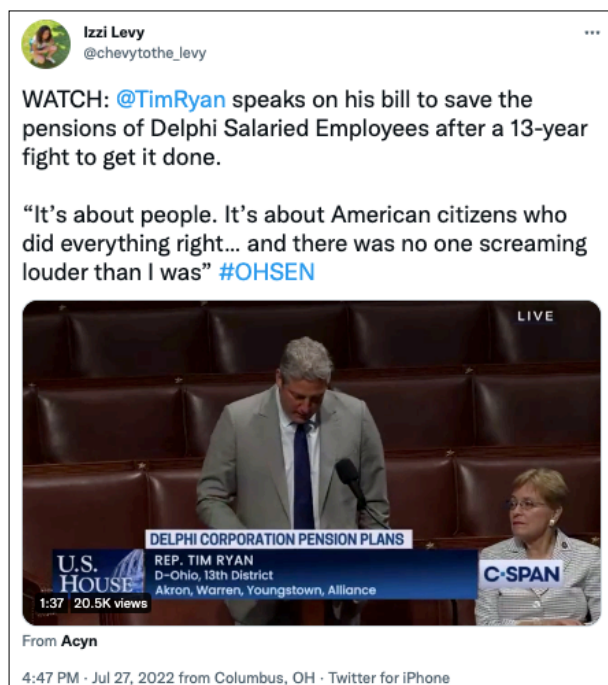 Izzi Levy
@chevytothe_levy
WATCH: @TimRyan speaks on his bill to save the
pensions of Delphi Salaried Employees after a 13-year
fight to get it done.
“It’s about people. It’s about American citizens who
did everything right... and there was no one screaming
louder than I was” #OHSEN
LIVE
DELPHI CORPORATION PENSION PLANS
U.S.
HOUSE
REP. TIM RYAN
D-Ohio, 13th District
Akron, Warren, Youngstown, Alliance
C-SPAN
1:37 20.5K views
From Acyn
4:47 PM · Jul 27, 2022 from Columbus, OH · Twitter for iPhone